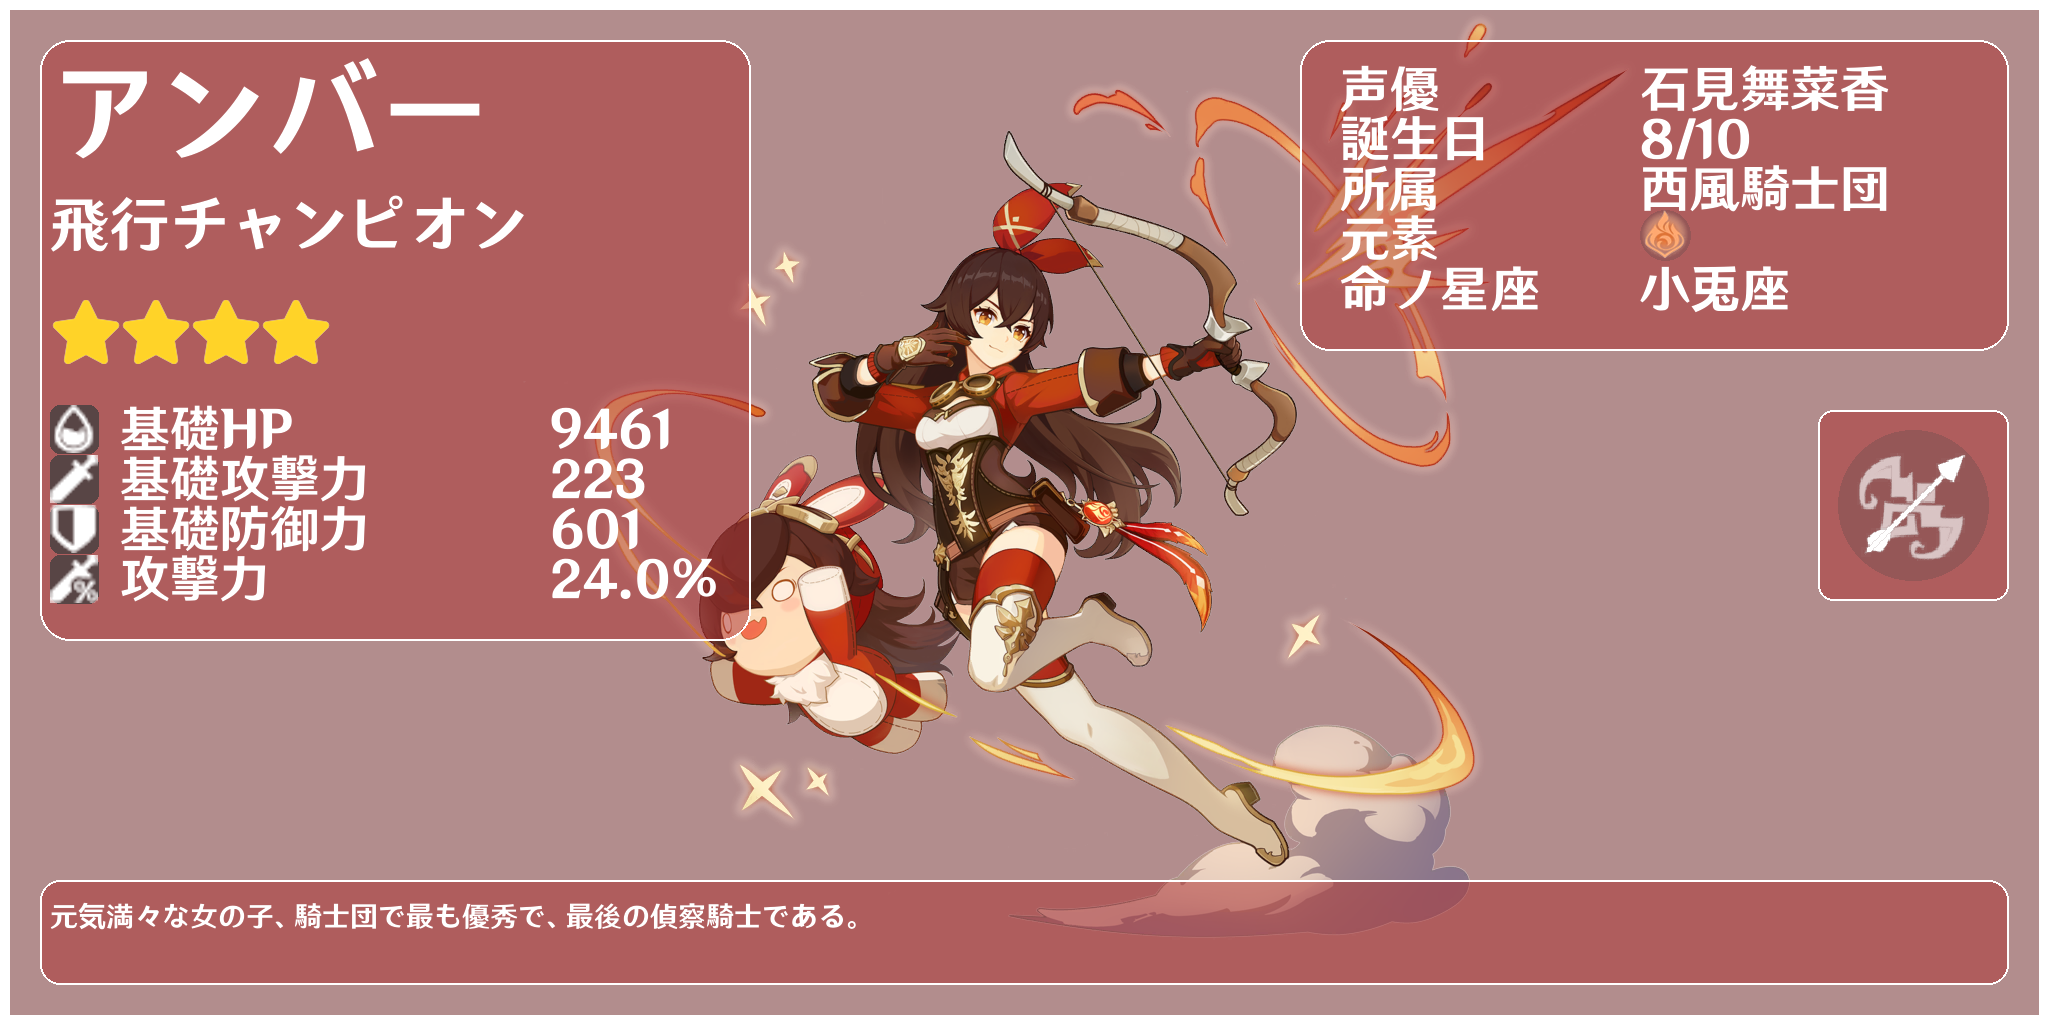 アンバー
飛行チャンピオン
基礎HP 9461
基礎攻撃力 223
基礎防御力 601
攻撃力 24.0%
声優 石見舞菜香
誕生日 8/10
所属 西風騎士団
元素
命ノ星座 小兎座
元気満々な女の子、騎士団で最も優秀で、最後の偵察騎士である。